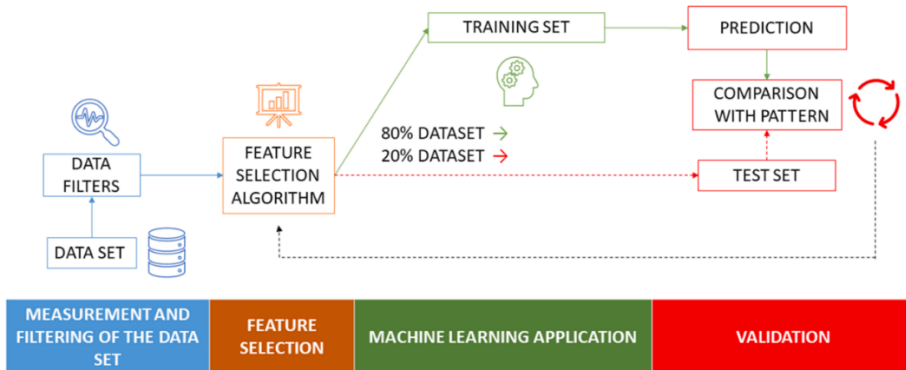 TRAINING SET
PREDICTION
COMPARISON
WITH PATTERN
80% DATASET →
20% DATASET →
DATA
FILTERS
FEATURE
SELECTION
ALGORITHM
TEST SET
DATA SET
MEASUREMENT AND
FILTERING OF THE DATA
SET
FEATURE
SELECTION
MACHINE LEARNING APPLICATION
VALIDATION